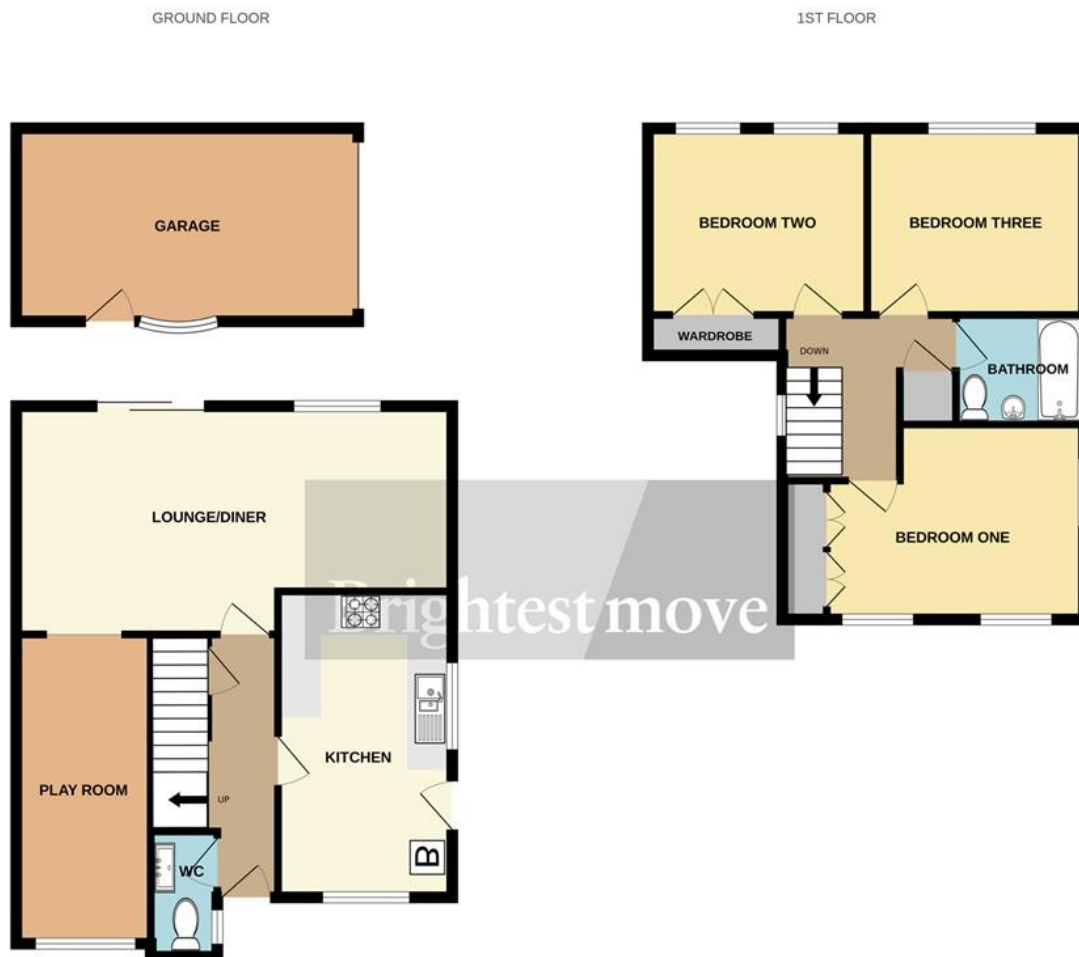 GROUND FLOOR
1ST FLOOR
GARAGE
BEDROOM TWO
BEDROOM THREE
WARDROBE
DOWN
BATHROOM
LOUNGE/DINER
BEDROOM ONE
Brightest move
KITCHEN
PLAY ROOM
UP
WC
B